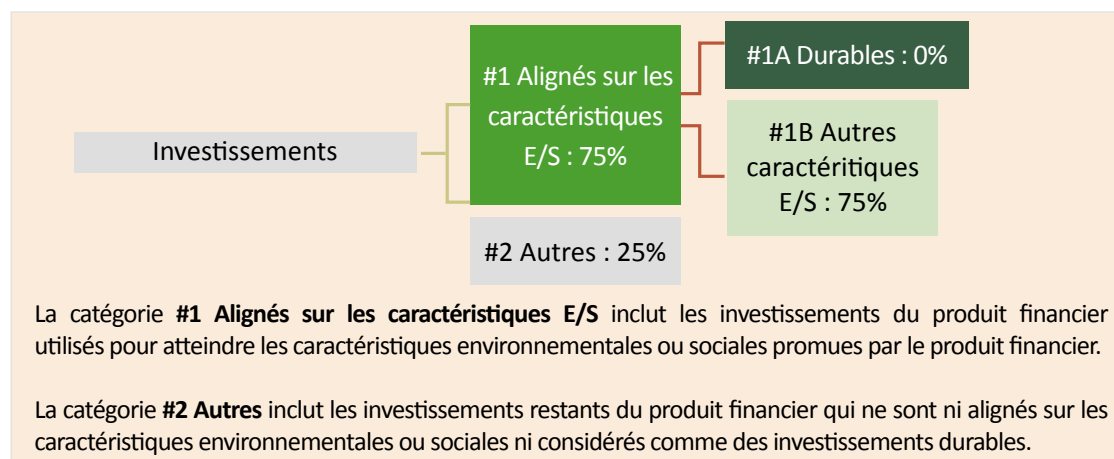 #1 Alignés sur les
caractéristiques
E/S : 75%
#1A Durables : 0%
Investissements
#1B Autres
caractéritiques
E/S : 75%
#2 Autres : 25%
La catégorie #1 Alignés sur les caractéristiques E/S inclut les investissements du produit financier
utilisés pour atteindre les caractéristiques environnementales ou sociales promues par le produit financier.
La catégorie #2 Autres inclut les investissements restants du produit financier qui ne sont ni alignés sur les
caractéristiques environnementales ou sociales ni considérés comme des investissements durables.